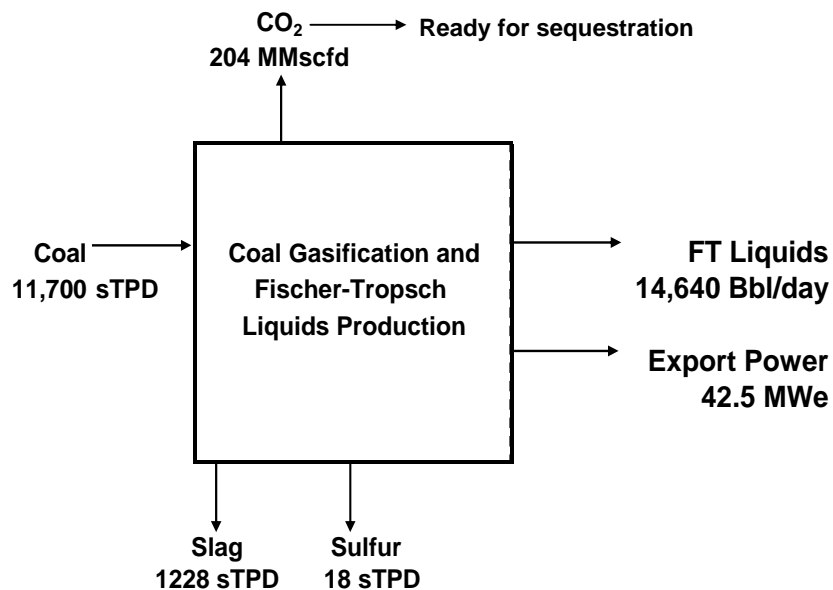 CO₂
Ready for sequestration
204 MMscfd
Coal
11,700 sTPD
Coal Gasification and
Fischer-Tropsch
Liquids Production
FT Liquids
14,640 Bbl/day
Export Power
42.5 MWe
Slag
1228 sTPD
Sulfur
18 sTPD